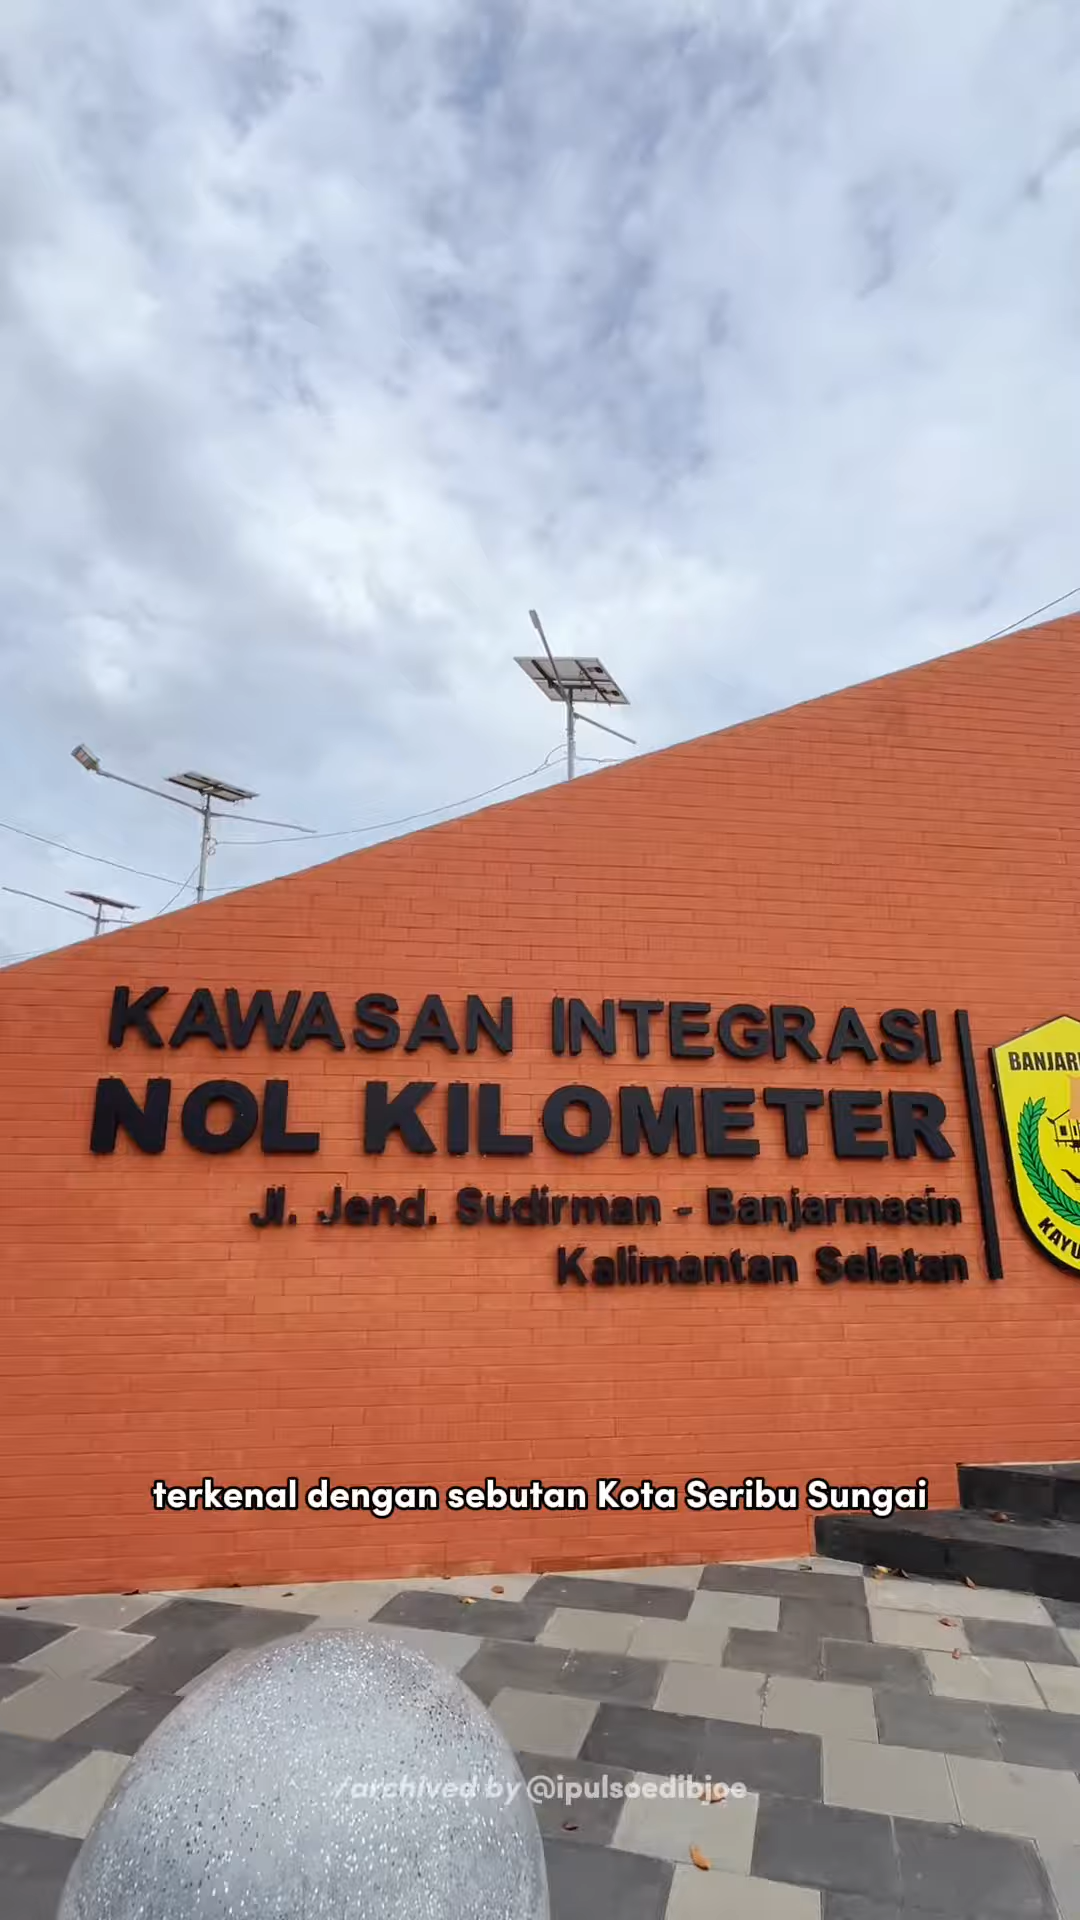 KAWASAN INTEGRASI
NOL KILOMETER
Jl. Jend. Sudirman - Banjarmasin
Kalimantan Selatan
terkenal dengan sebutan Kota Seribu Sungai
/archived by @ipulsoedibjoe